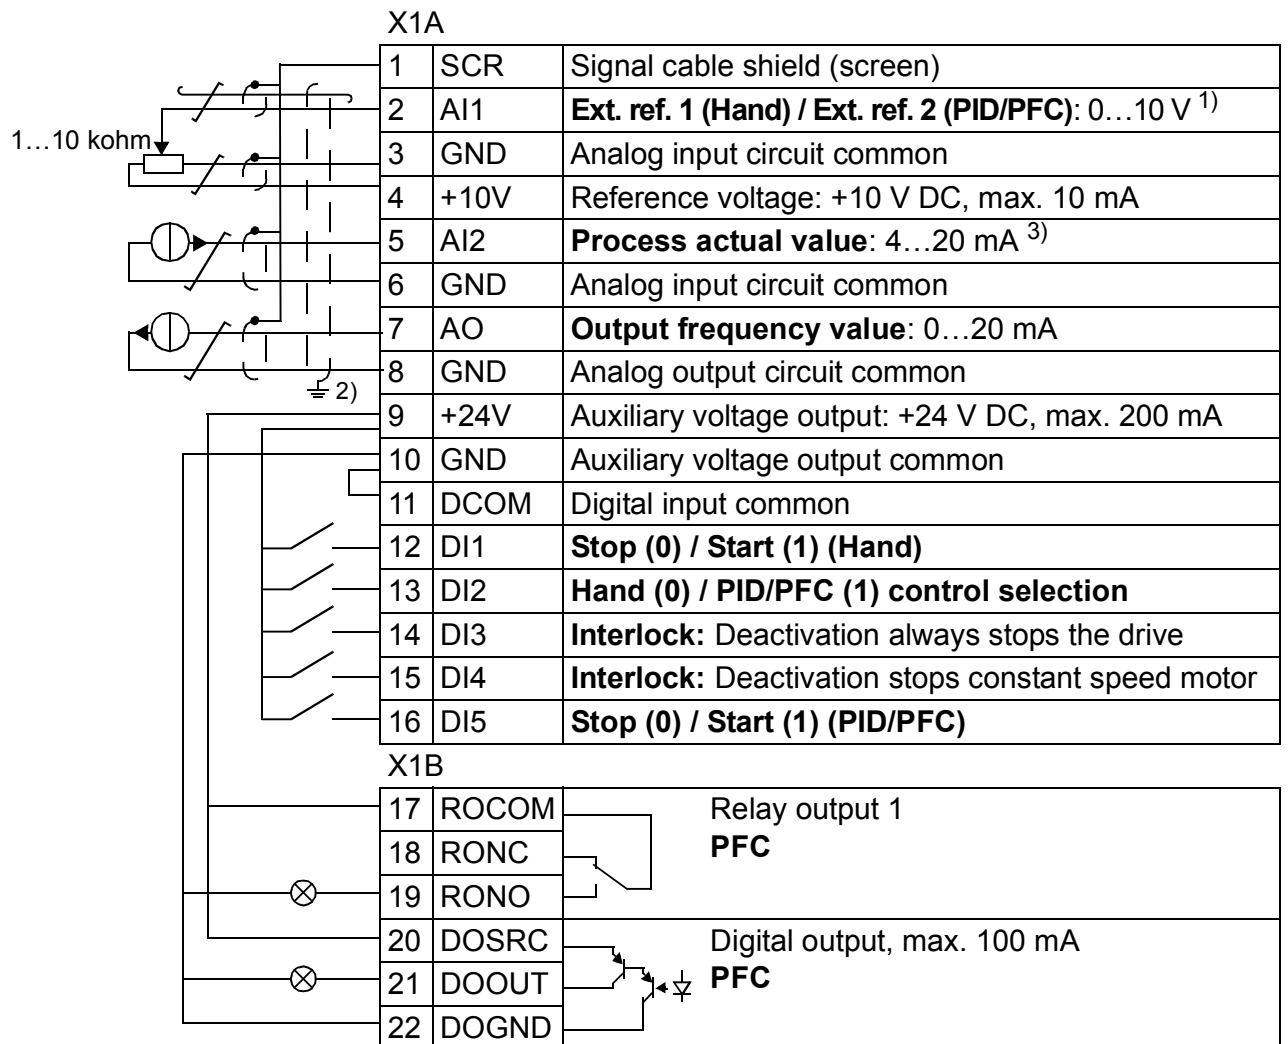 X1A
1 SCR Signal cable shield (screen)
2 AI1 Ext. ref. 1 (Hand) / Ext. ref. 2 (PID/PFC): 0…10 V 1)
1…10 kohm
3 GND Analog input circuit common
4 +10V Reference voltage: +10 V DC, max. 10 mA
5 AI2 Process actual value: 4…20 mA 3)
6 GND Analog input circuit common
7 AO Output frequency value: 0…20 mA
8 GND Analog output circuit common
2)
9 +24V Auxiliary voltage output: +24 V DC, max. 200 mA
10 GND Auxiliary voltage output common
11 DCOM Digital input common
12 DI1 Stop (0) / Start (1) (Hand)
13 DI2 Hand (0) / PID/PFC (1) control selection
14 DI3 Interlock: Deactivation always stops the drive
15 DI4 Interlock: Deactivation stops constant speed motor
16 DI5 Stop (0) / Start (1) (PID/PFC)
X1B
17 ROCOM Relay output 1
18 RONC PFC
19 RONO
20 DOSRC Digital output, max. 100 mA
21 DOOUT PFC
22 DOGND